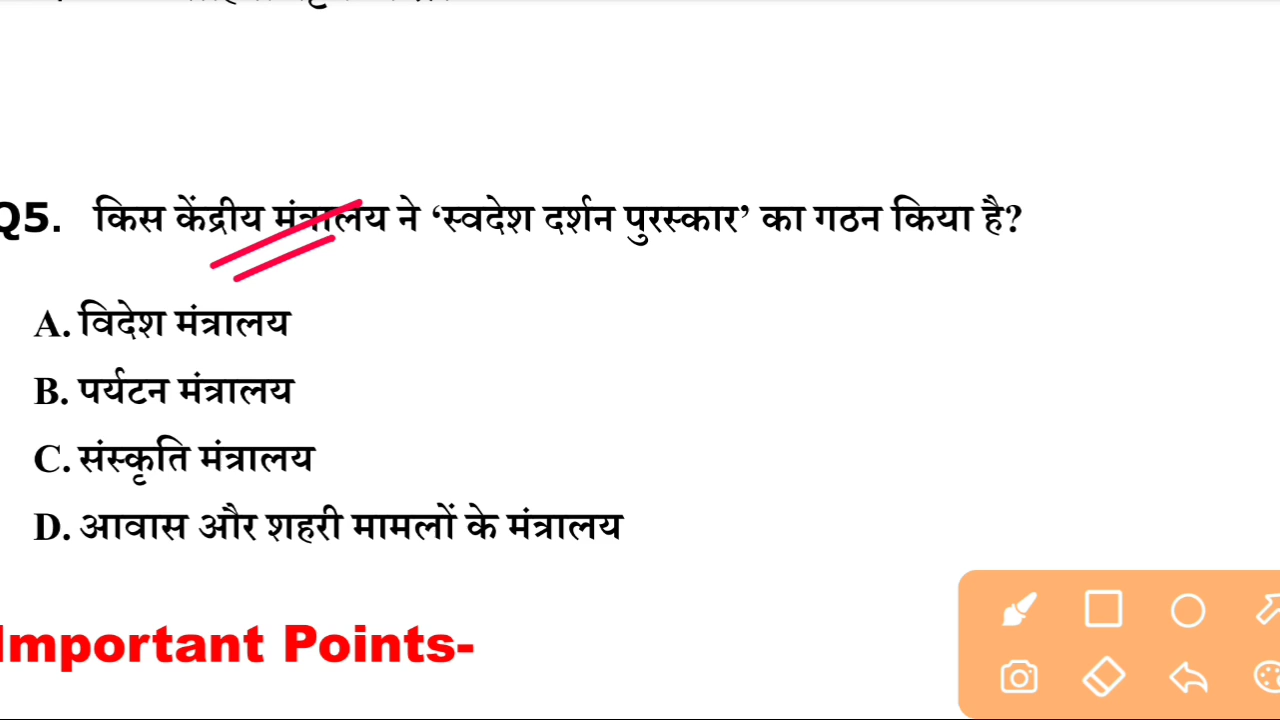 Q5. किस केंद्रीय मंत्रालय ने ‘स्वदेश दर्शन पुरस्कार’ का गठन किया है?
A. विदेश मंत्रालय
B. पर्यटन मंत्रालय
C. संस्कृति मंत्रालय
D. आवास और शहरी मामलों के मंत्रालय
Important Points-